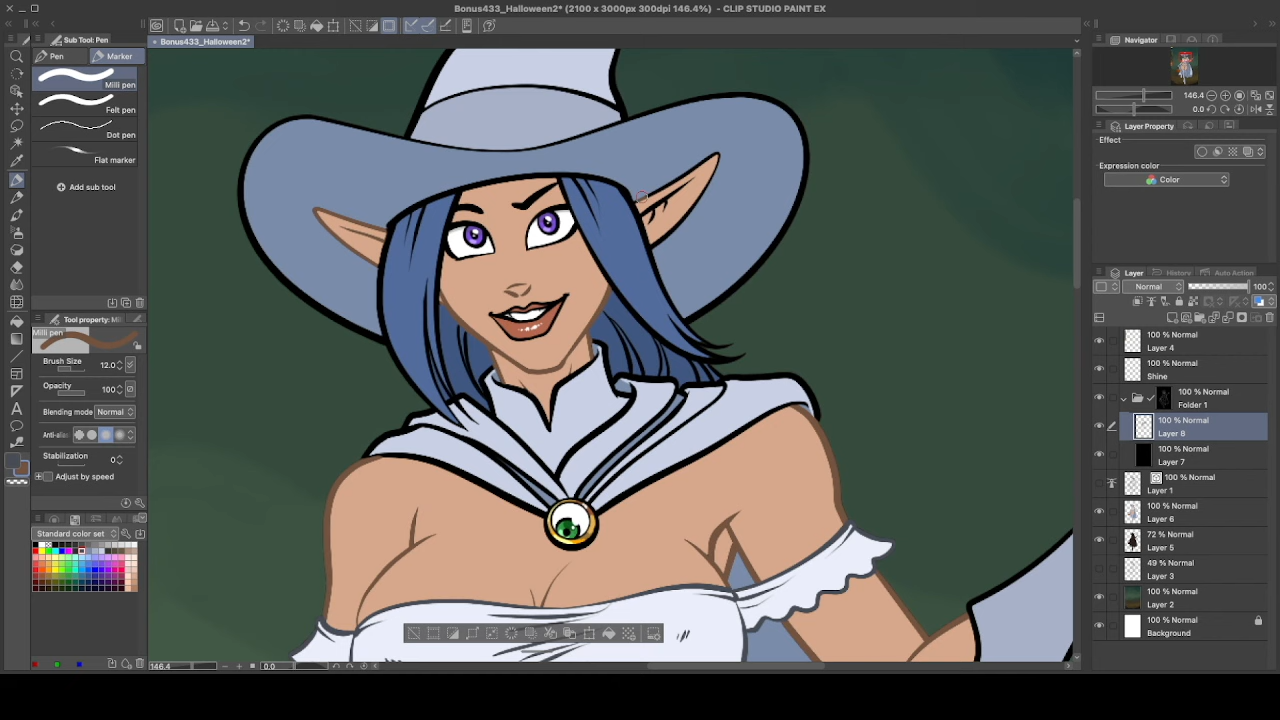 Bonus433_Halloween2* (2100 x 3000px 300dpi 146.4%) - CLIP STUDIO PAINT EX
Sub Tool: Pen
Pen
Marker
Milli pen
Felt pen
Dot pen
Flat marker
Add sub tool
Tool property: Milli
Milli pen
Brush Size
12.0
Opacity
100
Blending mode
Normal
Anti-alias
Stabilization
0
Adjust by speed
Standard color set
Bonus433_Halloween2*
146.4
0.0
Navigator
146.4
0.0
Layer Property
Effect
Expression color
Color
Layer
History
Auto Action
Normal
100
100 % Normal
Layer 4
100 % Normal
Shine
100 % Normal
Folder 1
100 % Normal
Layer 8
100 % Normal
Layer 7
100 % Normal
Layer 1
100 % Normal
Layer 6
72 % Normal
Layer 5
49 % Normal
Layer 3
100 % Normal
Layer 2
100 % Normal
Background